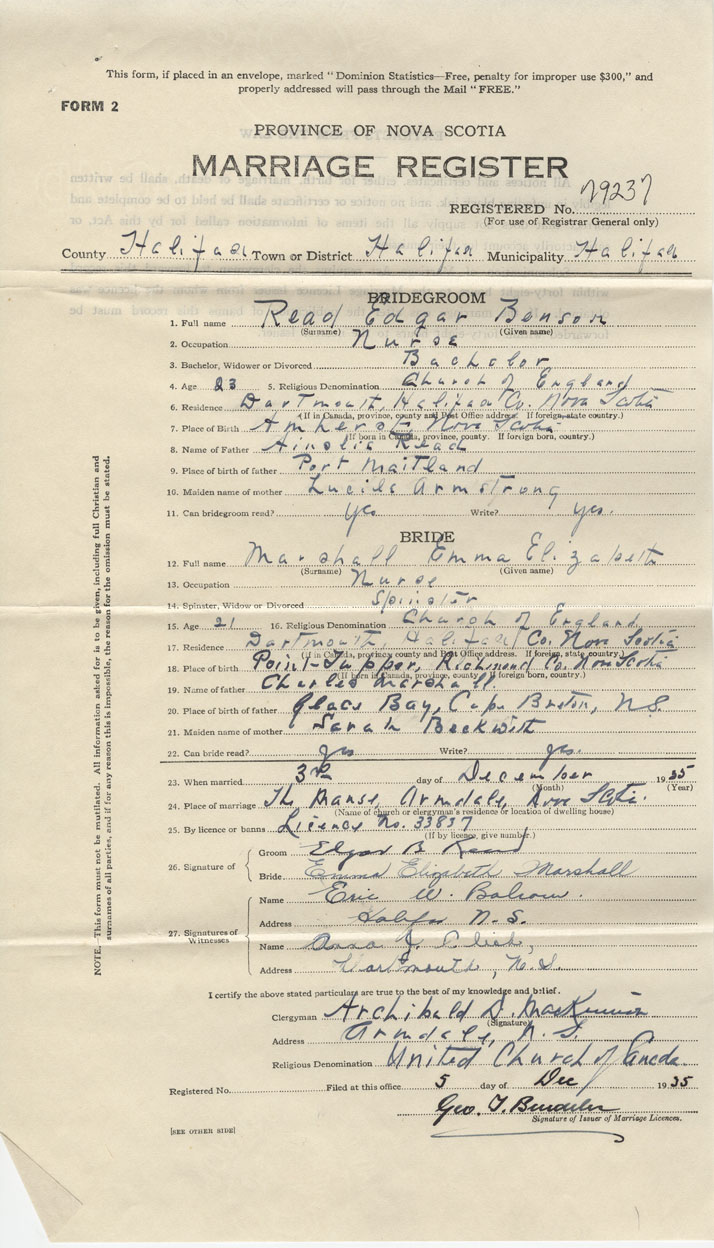 This form, if placed in an envelope, marked "Dominion Statistics—Free, penalty for improper use $300," and
properly addressed will pass through the Mail "FREE."
FORM 2
PROVINCE OF NOVA SCOTIA
MARRIAGE REGISTER
REGISTERED No. 79237
(For use of Registrar General only)
County Halifax Town or District Halifax Municipality Halifax
BRIDEGROOM
1. Full name Read Edgar Benson
(Surname) (Given name)
2. Occupation Nurse
3. Bachelor, Widower or Divorced Bachelor
4. Age 23 5. Religious Denomination Church of England
6. Residence Dartmouth, Halifax Co. Nova Scotia
(If in Canada, province, county and Post Office address. If foreign, state country.)
7. Place of Birth Amherst, Nova Scotia
(If born in Canada, province, county. If foreign born, country.)
8. Name of Father Ainslie Read
9. Place of birth of father Port Maitland
10. Maiden name of mother Lucile Armstrong
11. Can bridegroom read? yes Write? yes.
BRIDE
12. Full name Marshall Emma Elizabeth
(Surname) (Given name)
13. Occupation Nurse
14. Spinster, Widow or Divorced Spinster
15. Age 21 16. Religious Denomination Church of England
17. Residence Dartmouth, Halifax Co. Nova Scotia
(If in Canada, province, county and Post Office address. If foreign, state country.)
18. Place of birth Point-Tupper, Richmond Co. Nova Scotia
(If born in Canada, province, county. If foreign born, country.)
19. Name of father Charles Marshall
20. Place of birth of father Glace Bay, Cape Breton, N.S.
21. Maiden name of mother Sarah Beckwith
22. Can bride read? yes Write? yes.
23. When married 3rd day of December 1935
(Month) (Year)
24. Place of marriage The Manse, Armdale, Nova Scotia.
(Name of church or clergyman's residence or location of dwelling house)
25. By licence or banns Licence No. 33837
(If by licence, give number.)
26. Signature of
Groom Edgar B Read
Bride Emma Elizabeth Marshall
27. Signatures of Witnesses
Name Eric W.
Address Halifax N.S.
Name Anna J.
Address Dartmouth, N.S.
I certify the above stated particulars are true to the best of my knowledge and belief.
Clergyman Archibald D. MacKinnon
(Signature)
Address Armdale, N.S.
Religious Denomination United Church of Canada.
Registered No. Filed at this office 5 day of Dec 1935
Geo. T.
Signature of Issuer of Marriage Licences.
[SEE OTHER SIDE]
NOTE.—This form must not be mutilated. All information asked for is to be given, including full Christian and
surnames of all parties, and if for any reason this is impossible, the reason for the omission must be stated.